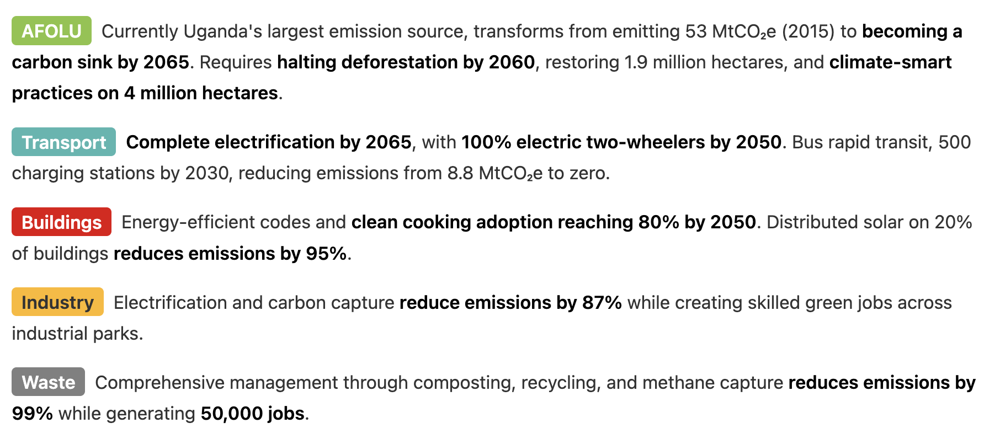 AFOLU Currently Uganda's largest emission source, transforms from emitting 53 MtCO₂e (2015) to becoming a
carbon sink by 2065. Requires halting deforestation by 2060, restoring 1.9 million hectares, and climate-smart
practices on 4 million hectares.
Transport Complete electrification by 2065, with 100% electric two-wheelers by 2050. Bus rapid transit, 500
charging stations by 2030, reducing emissions from 8.8 MtCO₂e to zero.
Buildings Energy-efficient codes and clean cooking adoption reaching 80% by 2050. Distributed solar on 20%
of buildings reduces emissions by 95%.
Industry Electrification and carbon capture reduce emissions by 87% while creating skilled green jobs across
industrial parks.
Waste Comprehensive management through composting, recycling, and methane capture reduces emissions by
99% while generating 50,000 jobs.